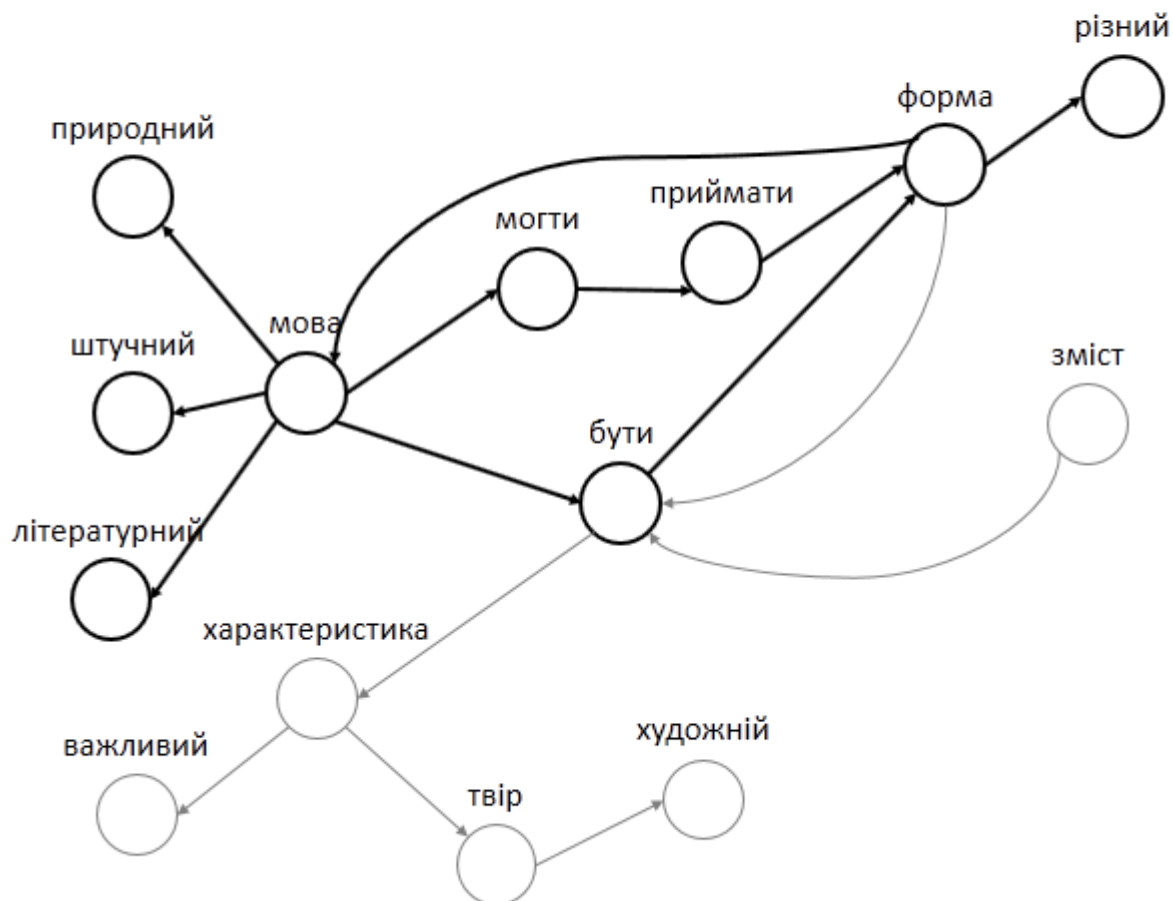 різний
форма
природний
приймати
могти
мова
штучний
зміст
бути
літературний
характеристика
важливий
художній
твір